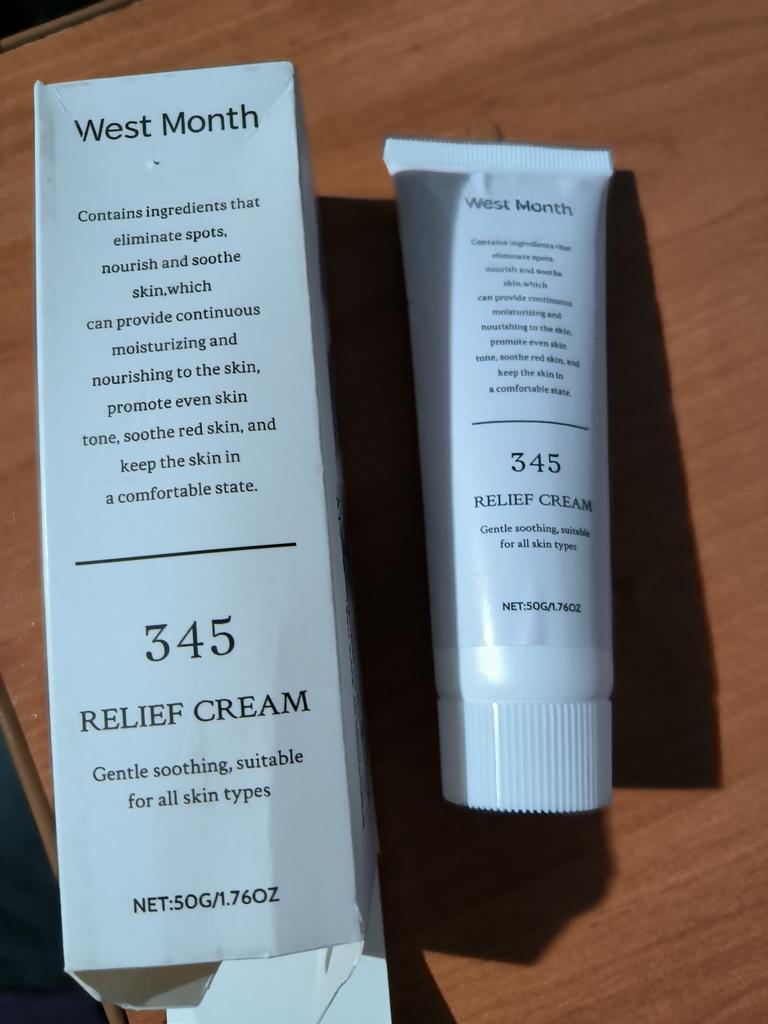 West Month
Contains ingredients that
eliminate spots,
nourish and soothe
skin,which
can provide continuous
moisturizing and
nourishing to the skin,
promote even skin
tone, soothe red skin, and
keep the skin in
a comfortable state.
345
RELIEF CREAM
Gentle soothing, suitable
for all skin types
NET:50G/1.76OZ
West Month
Contains ingredients that
eliminate spots,
nourish and soothe
skin,which
can provide continuous
moisturizing and
nourishing to the skin,
promote even skin
tone, soothe red skin, and
keep the skin in
a comfortable state.
345
RELIEF CREAM
Gentle soothing, suitable
for all skin types
NET:50G/1.76OZ